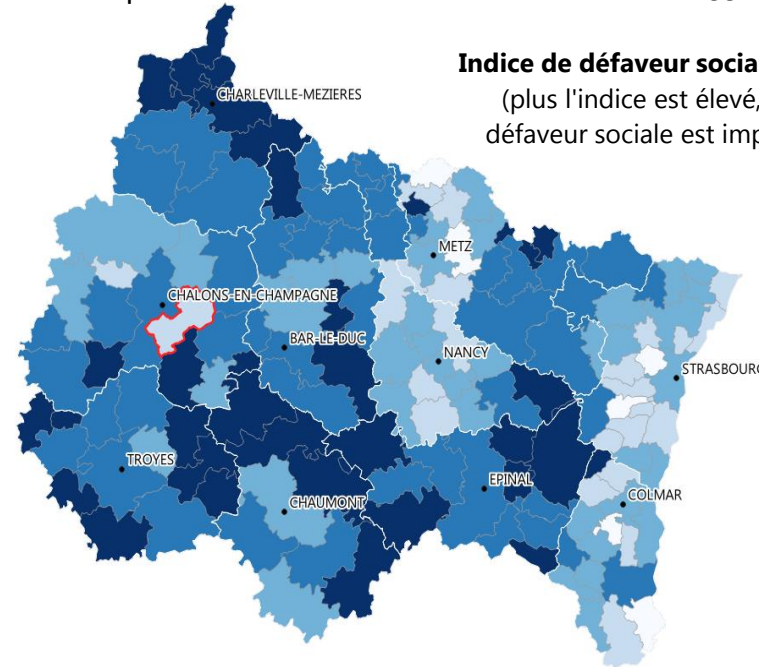 Indice de défaveur socia
(plus l'indice est élevé,
défaveur sociale est imp
CHARLEVILLE-MEZIERES
METZ
CHALONS-EN-CHAMPAGNE
BAR-LE-DUC
NANCY
STRASBOURG
TROYES
EPINAL
CHAUMONT
COLMAR